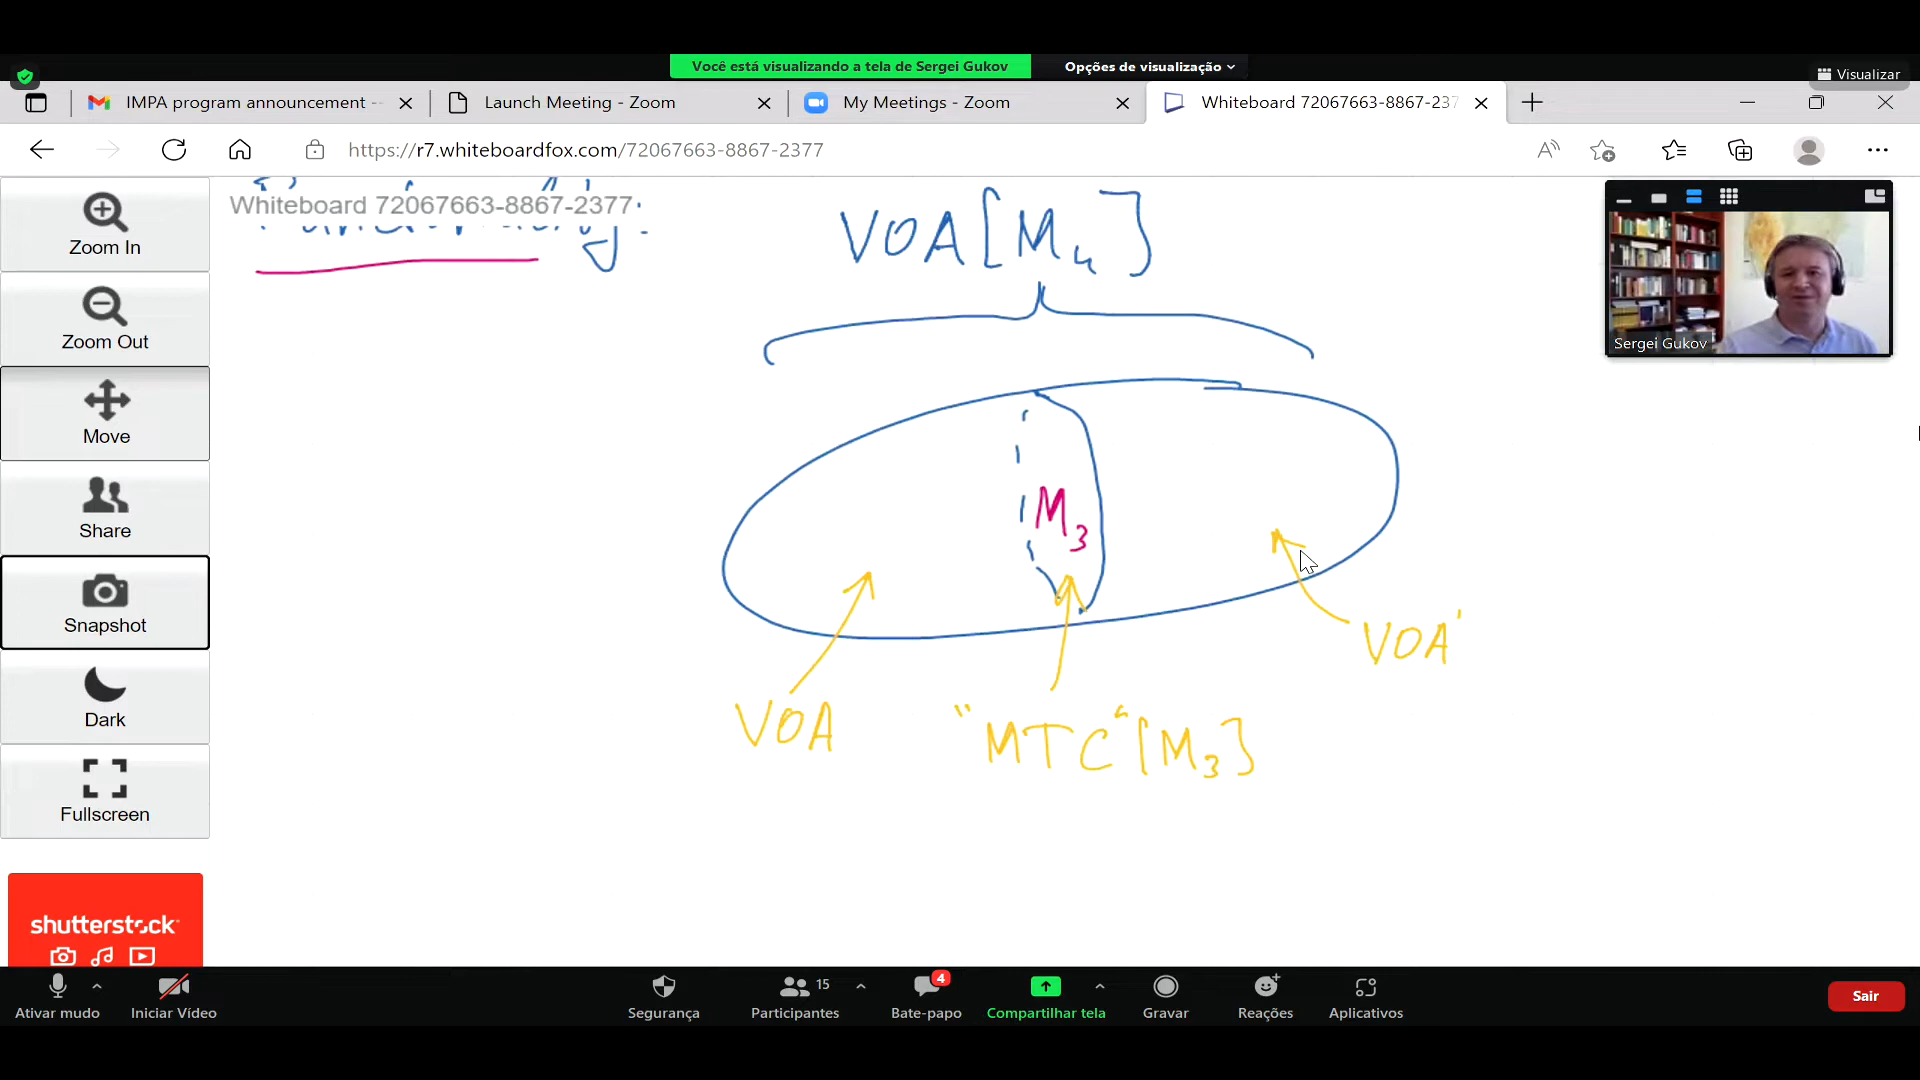 Você está visualizando a tela de Sergei Gukov
Opções de visualização
Visualizar
IMPA program announcement
Launch Meeting - Zoom
My Meetings - Zoom
Whiteboard 72067663-8867-237
https://r7.whiteboardfox.com/72067663-8867-2377
Whiteboard 72067663-8867-2377
Zoom In
Zoom Out
Move
Share
Snapshot
Dark
Fullscreen
shutterstock
VOA[M₄]
M₃
VOA
"MTC"[M₃]
VOA'
Sergei Gukov
Ativar mudo
Iniciar Vídeo
Segurança
15
Participantes
4
Bate-papo
Compartilhar tela
Gravar
Reações
Aplicativos
Sair